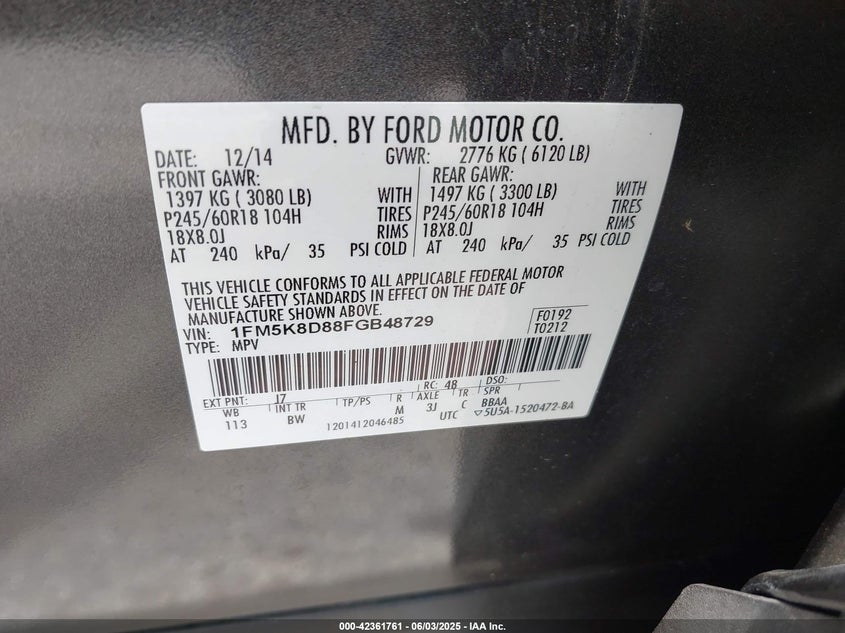 MFD. BY FORD MOTOR CO.
DATE: 12/14 GVWR: 2776 KG ( 6120 LB)
FRONT GAWR: REAR GAWR:
1397 KG ( 3080 LB) WITH 1497 KG ( 3300 LB) WITH
P245/60R18 104H TIRES P245/60R18 104H TIRES
18X8.0J RIMS 18X8.0J RIMS
AT 240 kPa/ 35 PSI COLD AT 240 kPa/ 35 PSI COLD
THIS VEHICLE CONFORMS TO ALL APPLICABLE FEDERAL MOTOR
VEHICLE SAFETY STANDARDS IN EFFECT ON THE DATE OF
MANUFACTURE SHOWN ABOVE.
VIN: 1FM5K8D88FGB48729 F0192
TYPE: MPV T0212
EXT PNT: J7 RC: 48 DSO:
WB INT TR TP/PS R AXLE TR SPR
113 BW M 3J C BBAA
1201412046485 UTC ▽5U5A-1520472-BA
000-42361761 - 06/03/2025 - IAA Inc.